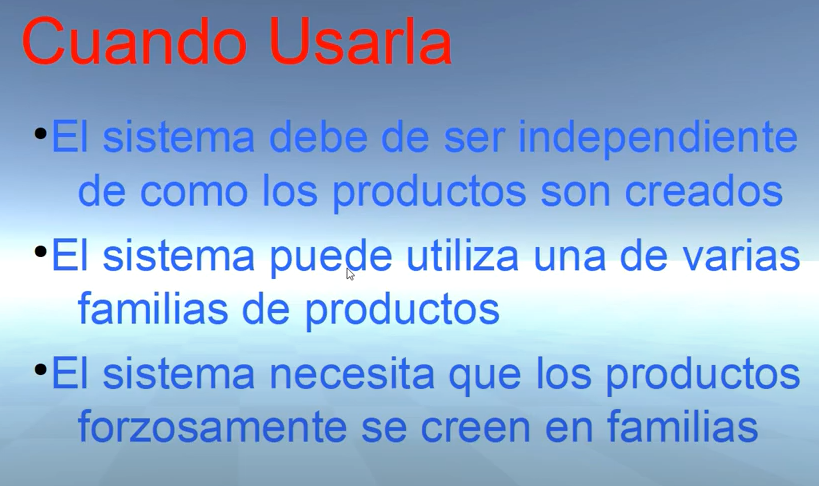 Cuando Usarla
•El sistema debe de ser independiente
de como los productos son creados
•El sistema puede utiliza una de varias
familias de productos
•El sistema necesita que los productos
forzosamente se creen en familias